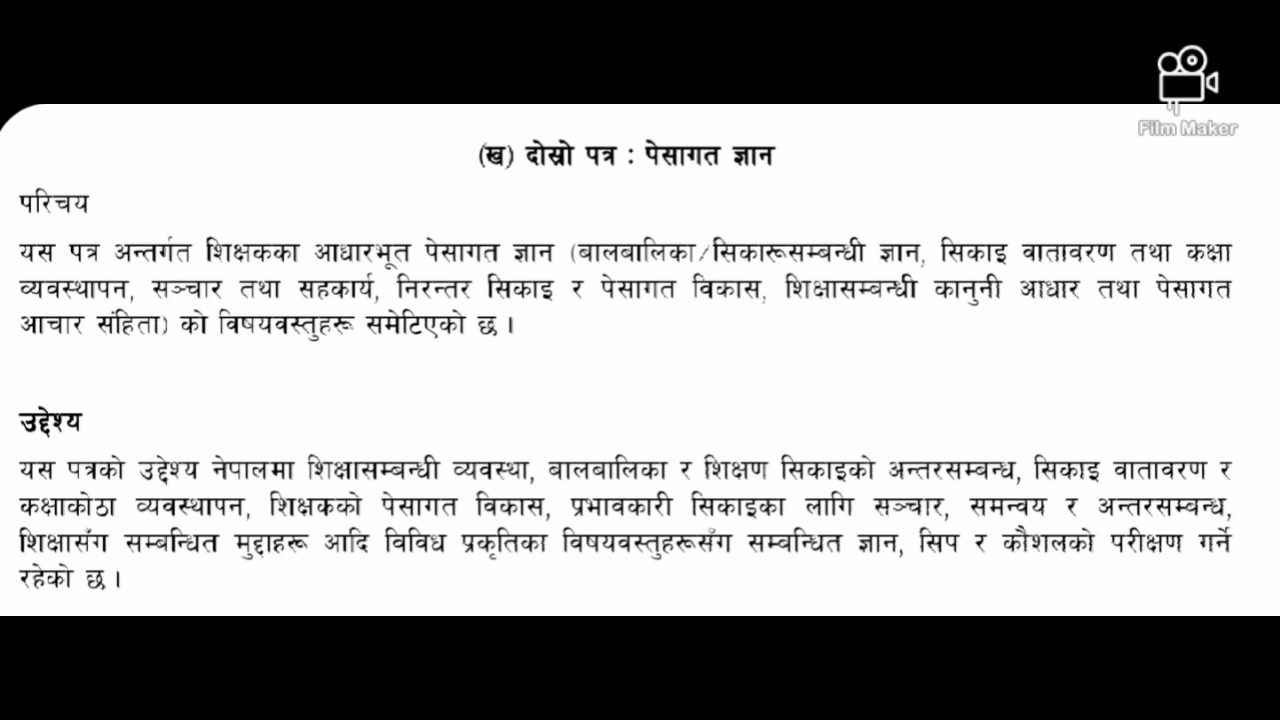 Film Maker
(ख) दोस्रो पत्र : पेसागत ज्ञान
परिचय
यस पत्र अन्तर्गत शिक्षकका आधारभूत पेसागत ज्ञान (बालबालिका/सिकारूसम्बन्धी ज्ञान, सिकाइ वातावरण तथा कक्षा
व्यवस्थापन, सञ्चार तथा सहकार्य, निरन्तर सिकाइ र पेसागत विकास, शिक्षासम्बन्धी कानुनी आधार तथा पेसागत
आचार संहिता) को विषयवस्तुहरू समेटिएको छ ।
उद्देश्य
यस पत्रको उद्देश्य नेपालमा शिक्षासम्बन्धी व्यवस्था, बालबालिका र शिक्षण सिकाइको अन्तरसम्बन्ध, सिकाइ वातावरण र
कक्षाकोठा व्यवस्थापन, शिक्षकको पेसागत विकास, प्रभावकारी सिकाइका लागि सञ्चार, समन्वय र अन्तरसम्बन्ध,
शिक्षासँग सम्बन्धित मुद्दाहरू आदि विविध प्रकृतिका विषयवस्तुहरूसँग सम्बन्धित ज्ञान, सिप र कौशलको परीक्षण गर्ने
रहेको छ ।